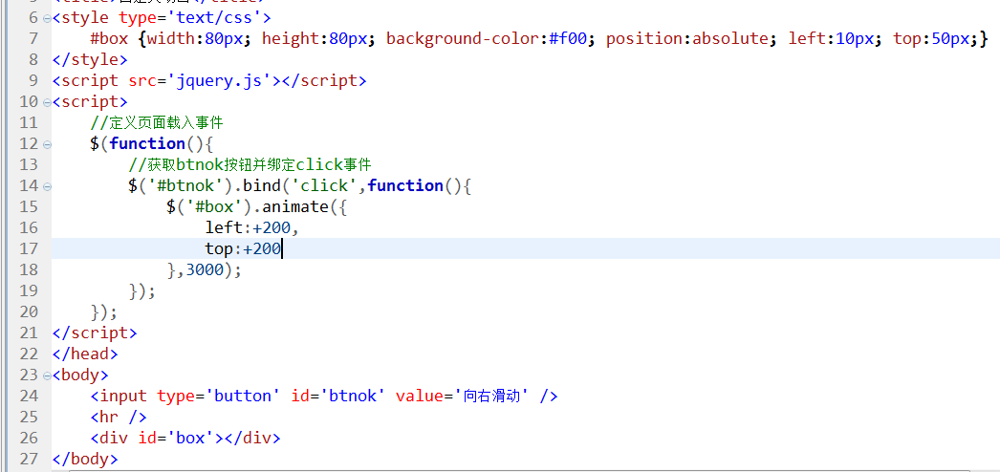 6 <style type='text/css'>
7 #box {width:80px; height:80px; background-color:#f00; position:absolute; left:10px; top:50px;}
8 </style>
9 <script src='jquery.js'></script>
10 <script>
11 //定义页面载入事件
12 $(function(){
13 //获取btnok按钮并绑定click事件
14 $('#btnok').bind('click',function(){
15 $('#box').animate({
16 left:+200,
17 top:+200
18 },3000);
19 });
20 });
21 </script>
22 </head>
23 <body>
24 <input type='button' id='btnok' value='向右滑动' />
25 <hr />
26 <div id='box'></div>
27 </body>